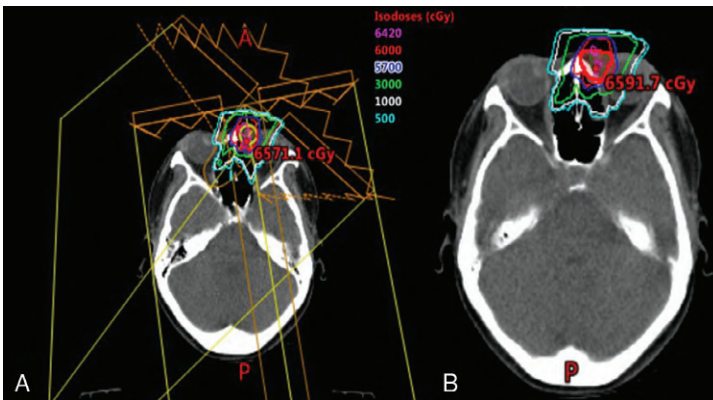 A
Isodoses (cGy)
6420
6000
5700
3000
1000
500
6571.1 cGy
P
A
6591.7 cGy
P
B